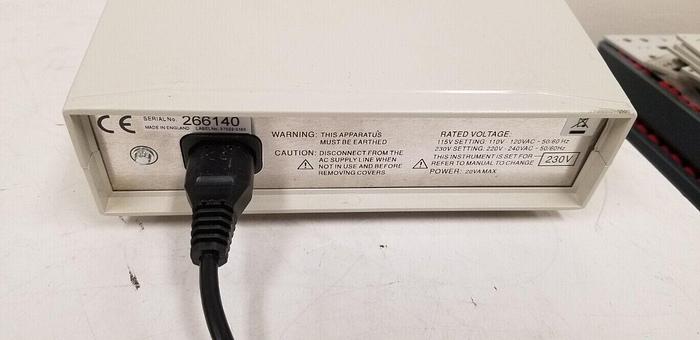 CE
SERIAL No. 266140
MADE IN ENGLAND LABEL No.
WARNING: THIS APPARATUS
MUST BE EARTHED
CAUTION: DISCONNECT FROM THE
AC SUPPLY LINE WHEN
NOT IN USE AND BEFORE
REMOVING COVERS
RATED VOLTAGE:
115V SETTING: 110V - 120VAC - 50/60 Hz
230V SETTING: 220V - 240VAC - 50/60Hz
THIS INSTRUMENT IS SET FOR 230V
REFER TO MANUAL TO CHANGE
POWER: 20VA MAX